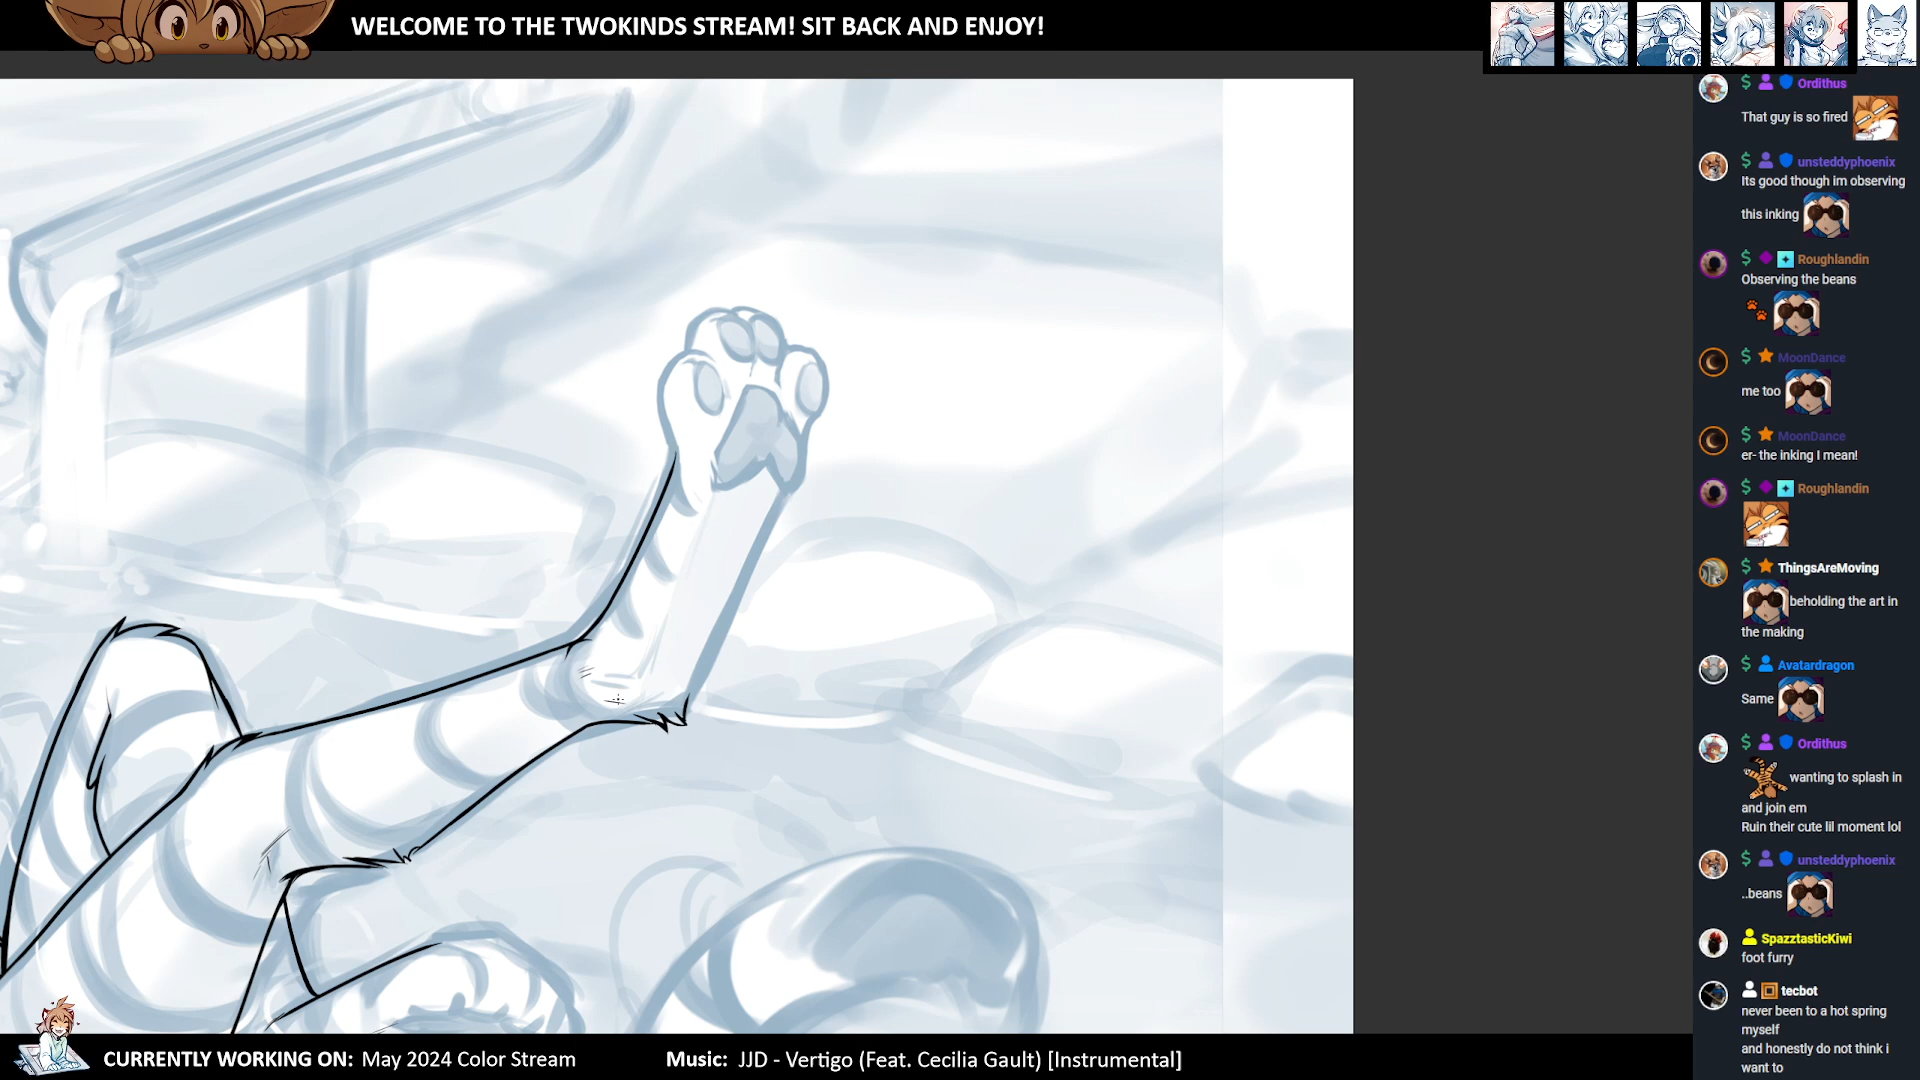 WELCOME TO THE TWOKINDS STREAM! SIT BACK AND ENJOY!
Ordithus
That guy is so fired
unsteddyphoenix
Its good though im observing
this inking
Roughlandin
Observing the beans
MoonDance
me too
MoonDance
er- the inking I mean!
Roughlandin
ThingsAreMoving
beholding the art in
the making
Avatardragon
Same
Ordithus
wanting to splash in
and join em
Ruin their cute lil moment lol
unsteddyphoenix
..beans
SpazztasticKiwi
foot furry
tecbot
never been to a hot spring
myself
and honestly do not think i
want to
CURRENTLY WORKING ON: May 2024 Color Stream
Music: JJD - Vertigo (Feat. Cecilia Gault) [Instrumental]